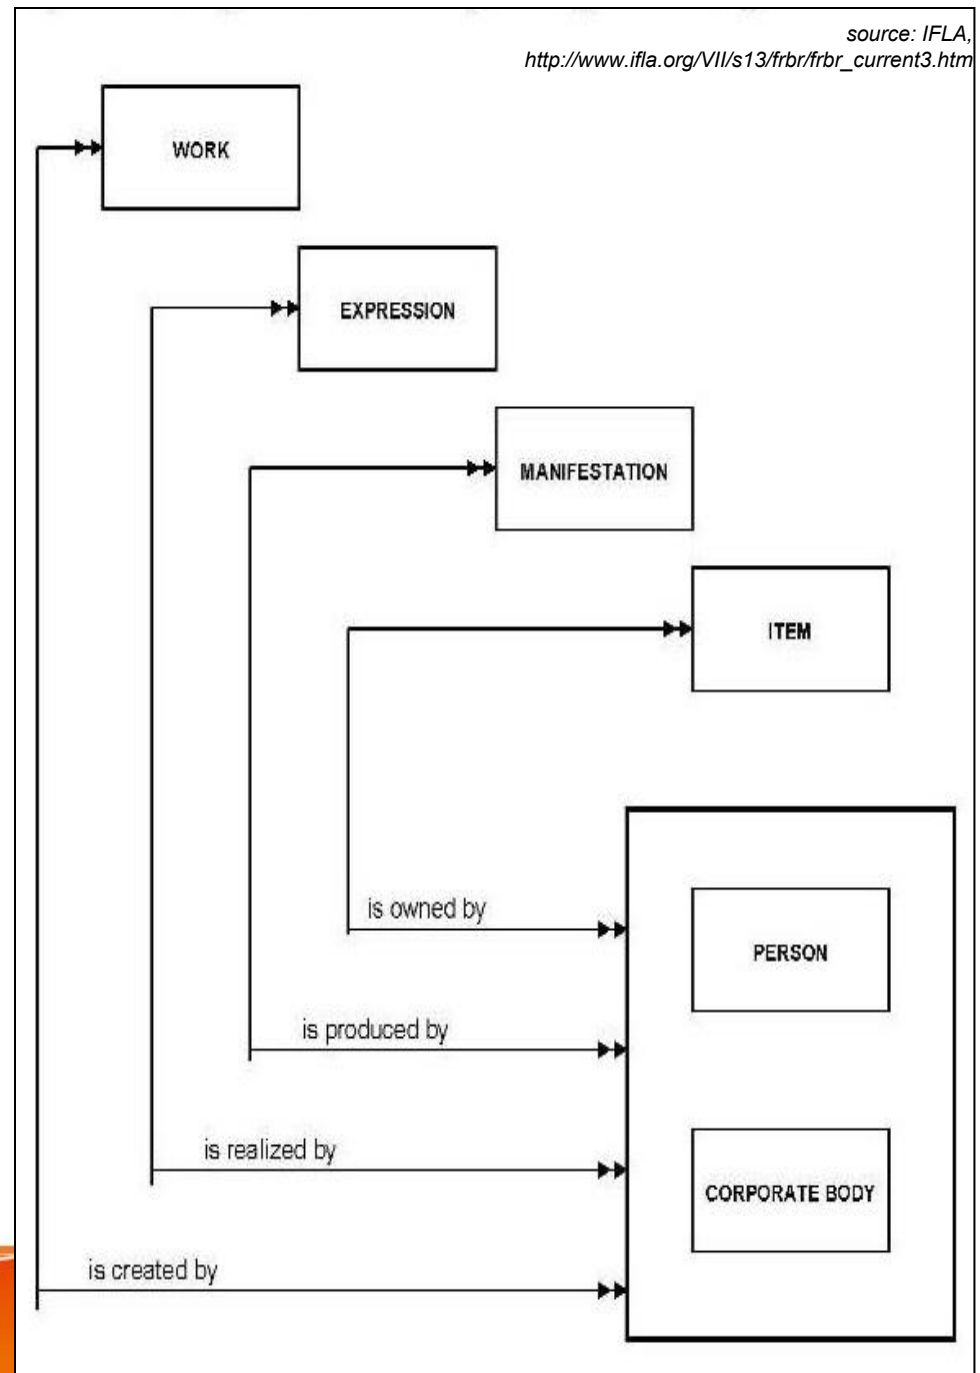 source: IFLA,
http://www.ifla.org/VII/s13/frbr/frbr_current3.htm
WORK
EXPRESSION
MANIFESTATION
ITEM
is owned by
PERSON
is produced by
is realized by
CORPORATE BODY
is created by